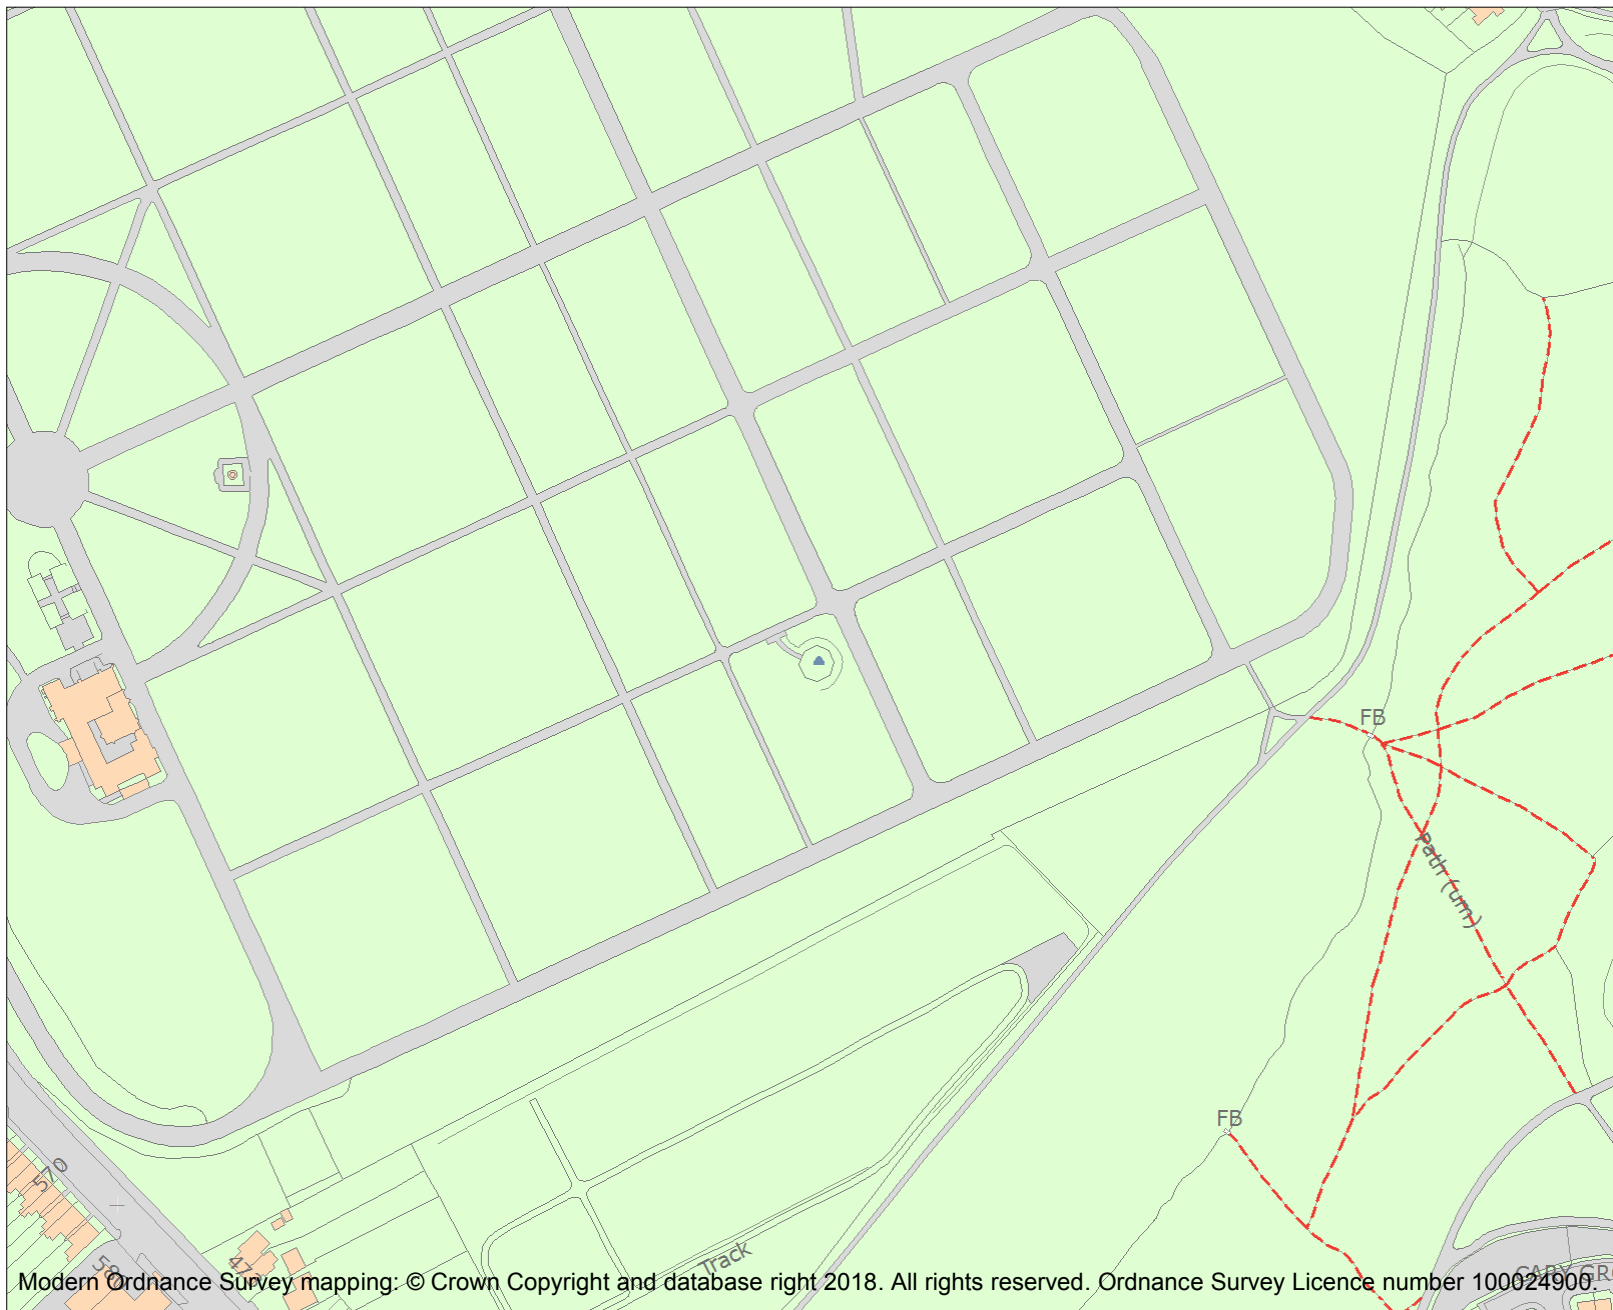 FB
Path (um)
FB
570
Track
Modern Ordnance Survey mapping: © Crown Copyright and database right 2018. All rights reserved. Ordnance Survey Licence number 100024900.